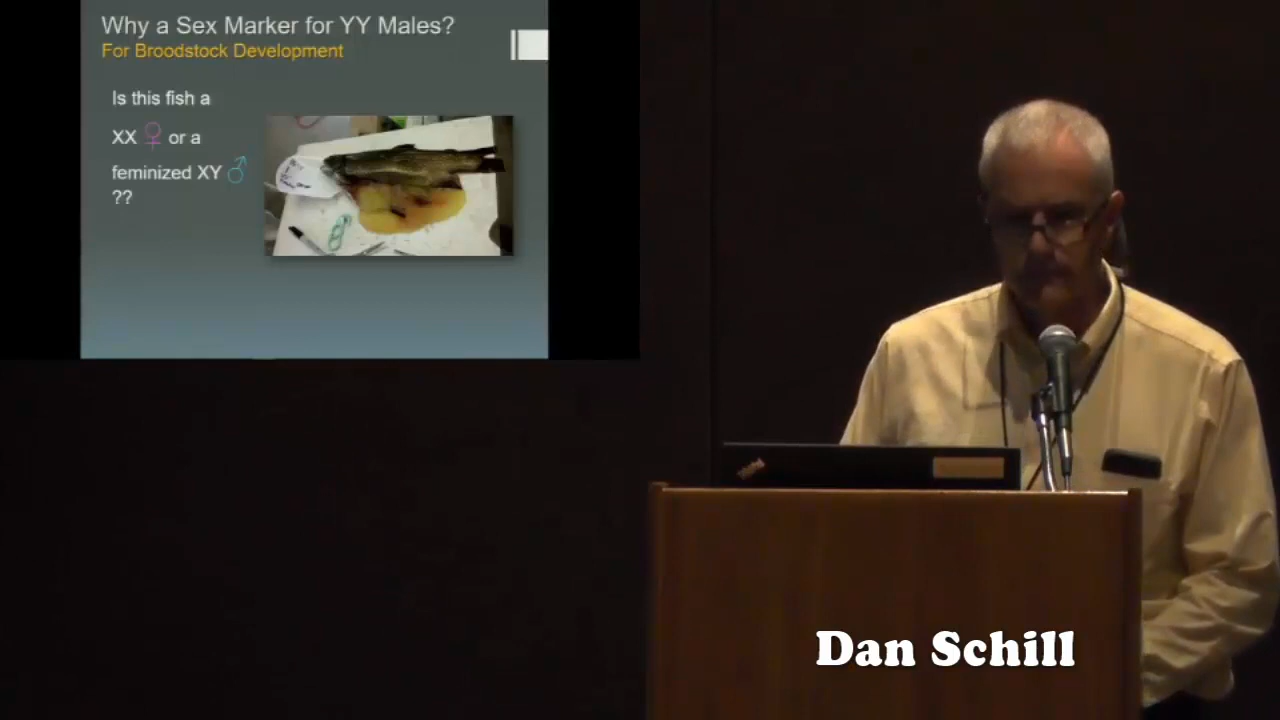 Why a Sex Marker for YY Males?
For Broodstock Development
Is this fish a
XX ♀ or a
feminized XY ♂
??
Dan Schill